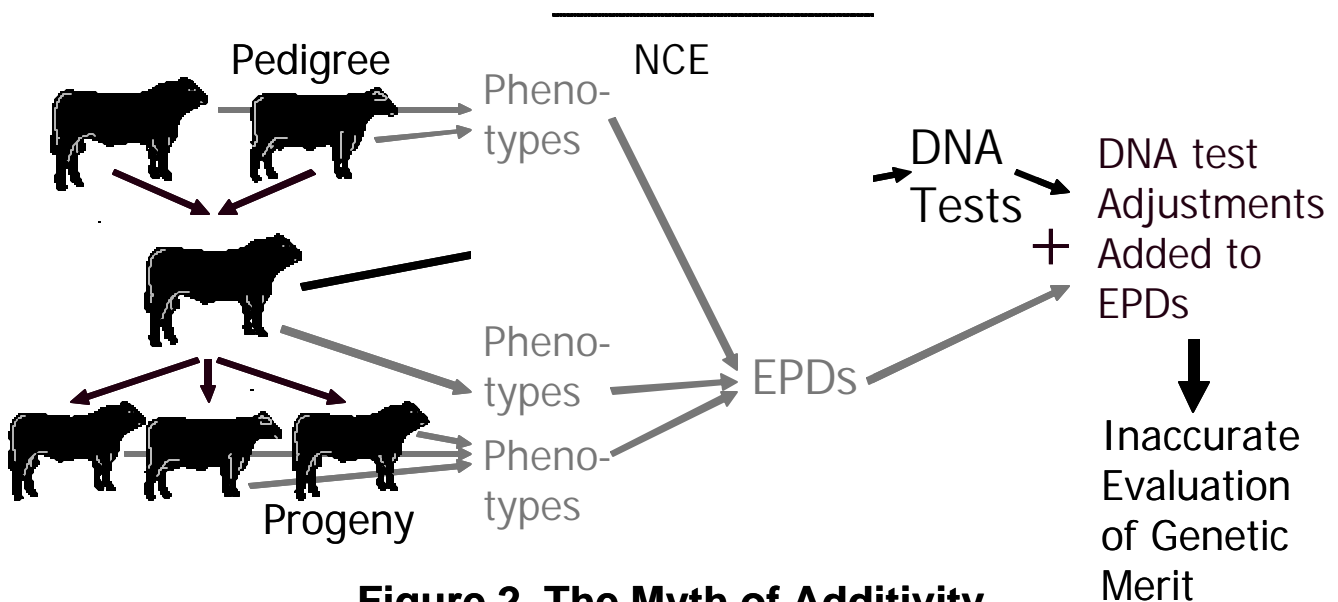 Pedigree
NCE
Pheno-
types
DNA
Tests
+
DNA test
Adjustments
Added to
EPDs
Pheno-
types
EPDs
Pheno-
types
Progeny
Inaccurate
Evaluation
of Genetic
Merit
Figure 2. The Myth of Additivity